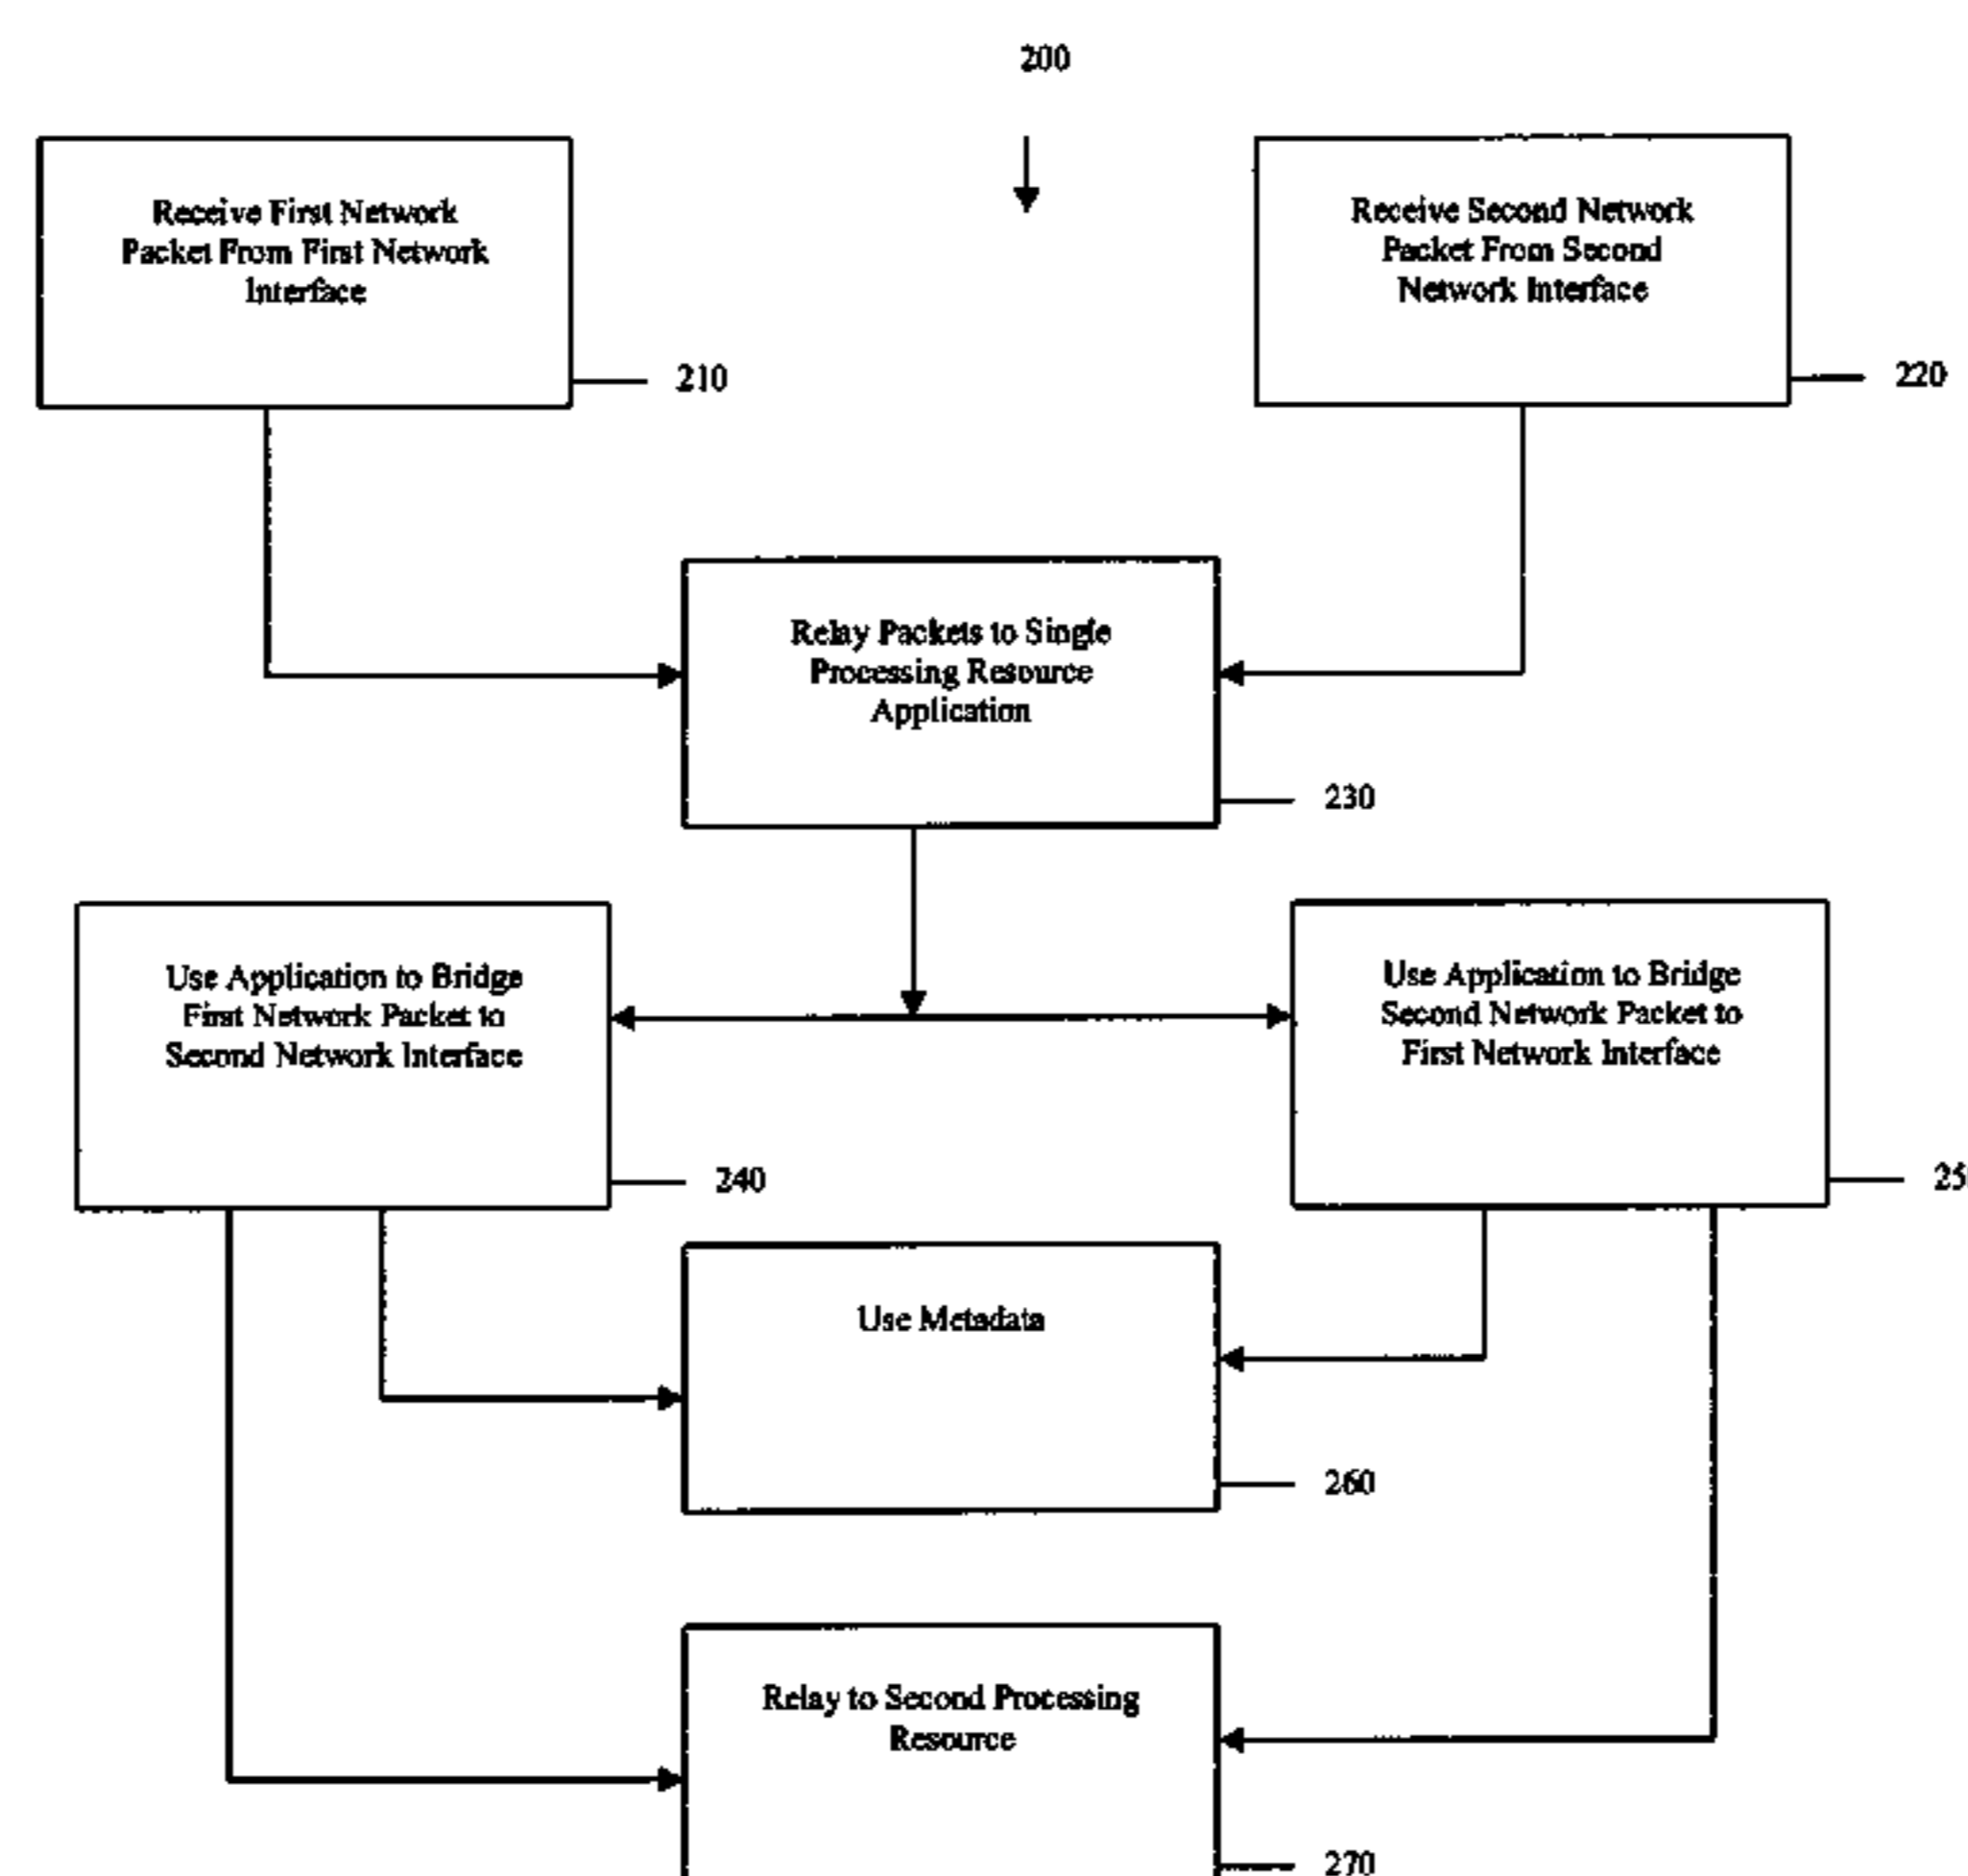 200
Receive First Network
Packet From First Network
Interface
210
Receive Second Network
Packet From Second
Network Interface
220
Relay Packets to Single
Processing Resource
Application
230
Use Application to Bridge
First Network Packet to
Second Network Interface
240
Use Application to Bridge
Second Network Packet to
First Network Interface
Use Metadata
260
Relay to Second Processing
Resource
270